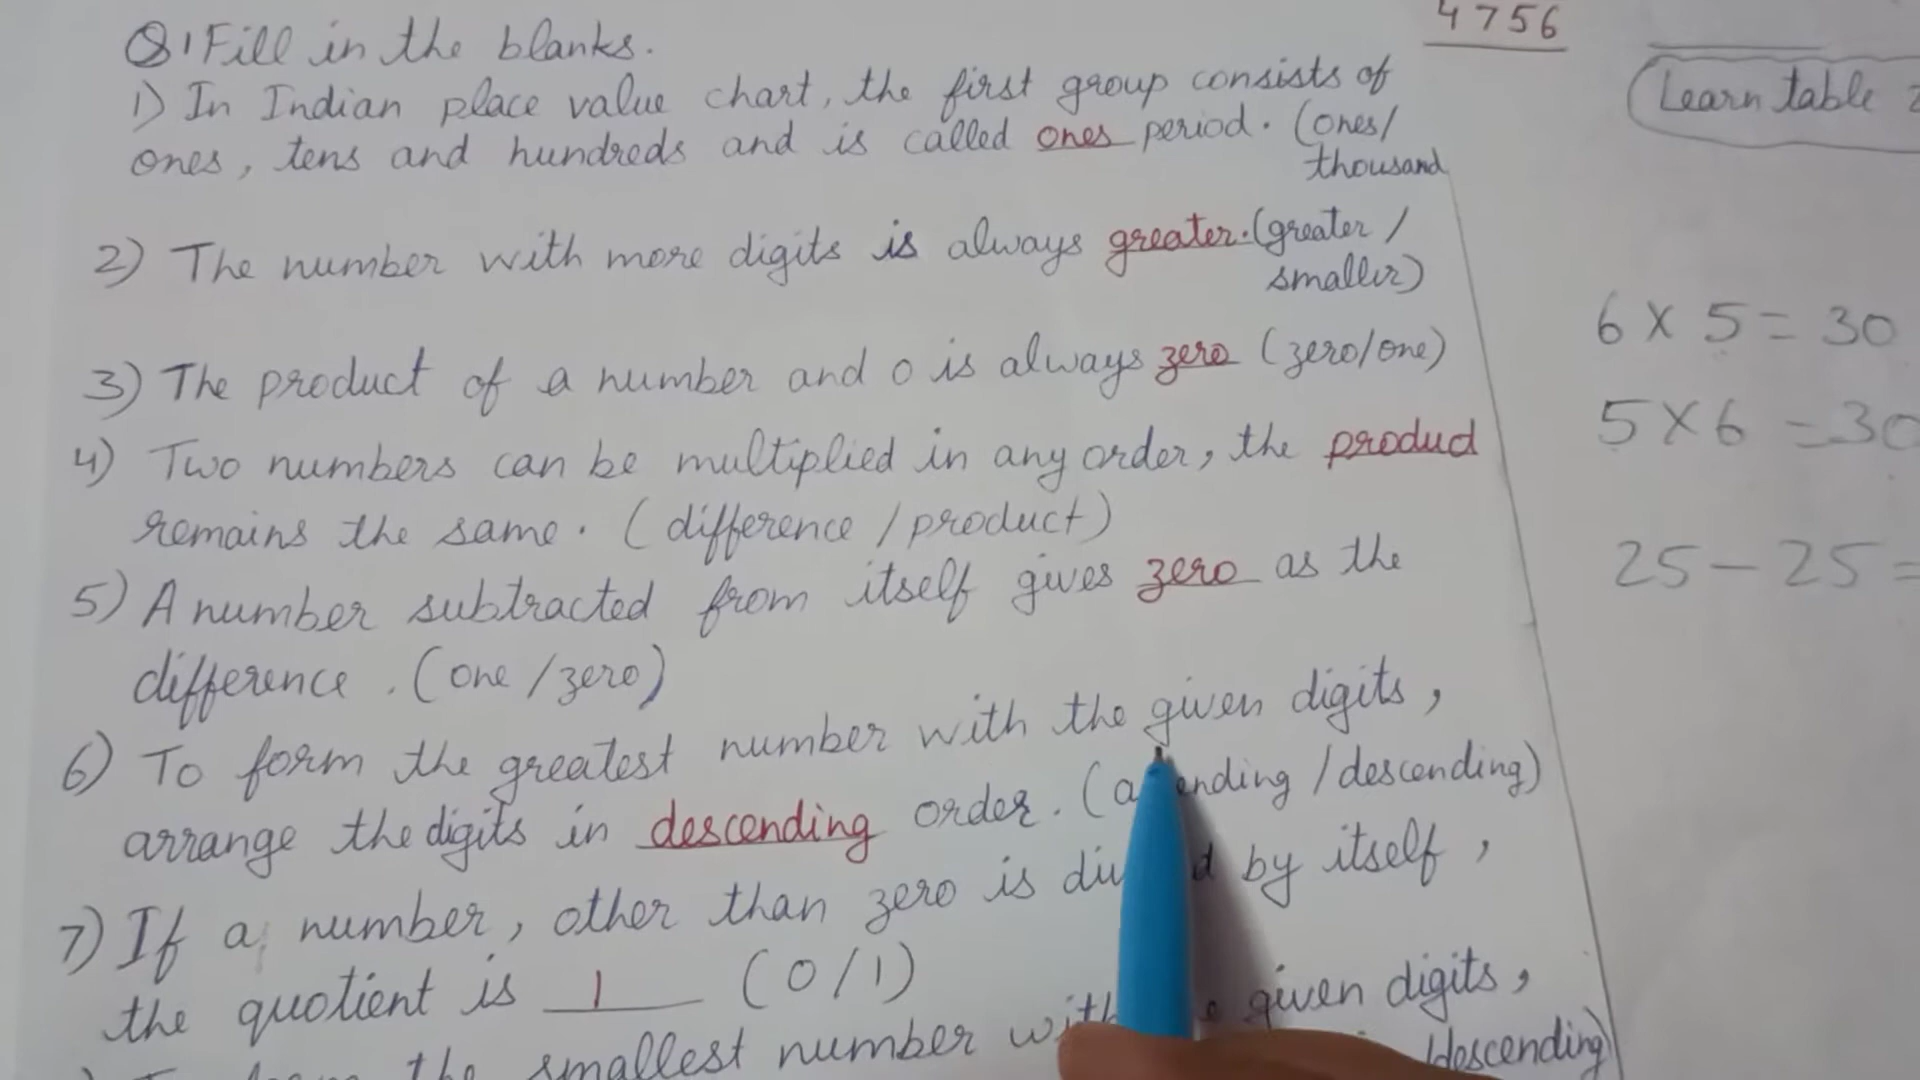 Q1 Fill in the blanks.
1) In Indian place value chart, the first group consists of
ones, tens and hundreds and is called ones period. (ones/
thousand
2) The number with more digits is always greater. (greater /
smaller)
3) The product of a number and 0 is always zero (zero/one)
4) Two numbers can be multiplied in any order, the product
remains the same. (difference / product)
5) A number subtracted from itself gives zero as the
difference. (one / zero)
6) To form the greatest number with the given digits,
arrange the digits in descending order. ( /descending)
7) If a number, other than zero is by itself,
the quotient is 1 (0/1)
the smallest number given digits,
/descending)
4756
Learn table
6 x 5 = 30
5 x 6 = 30
25 - 25 =